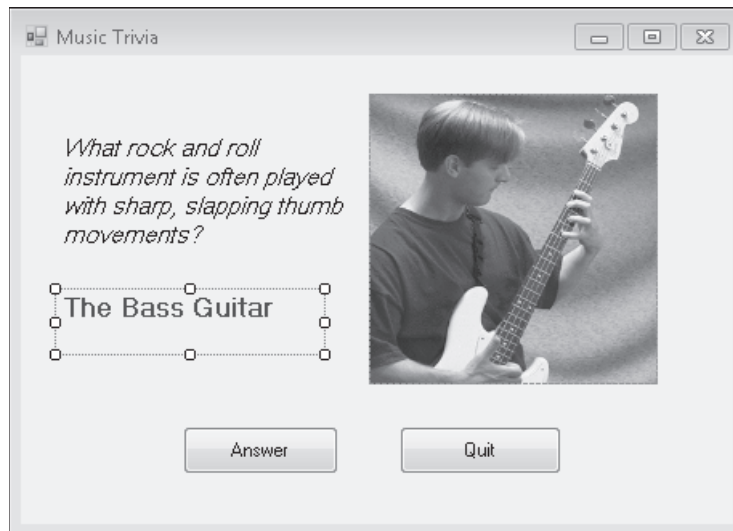 Music Trivia
What rock and roll
instrument is often played
with sharp, slapping thumb
movements?
The Bass Guitar
Answer
Quit